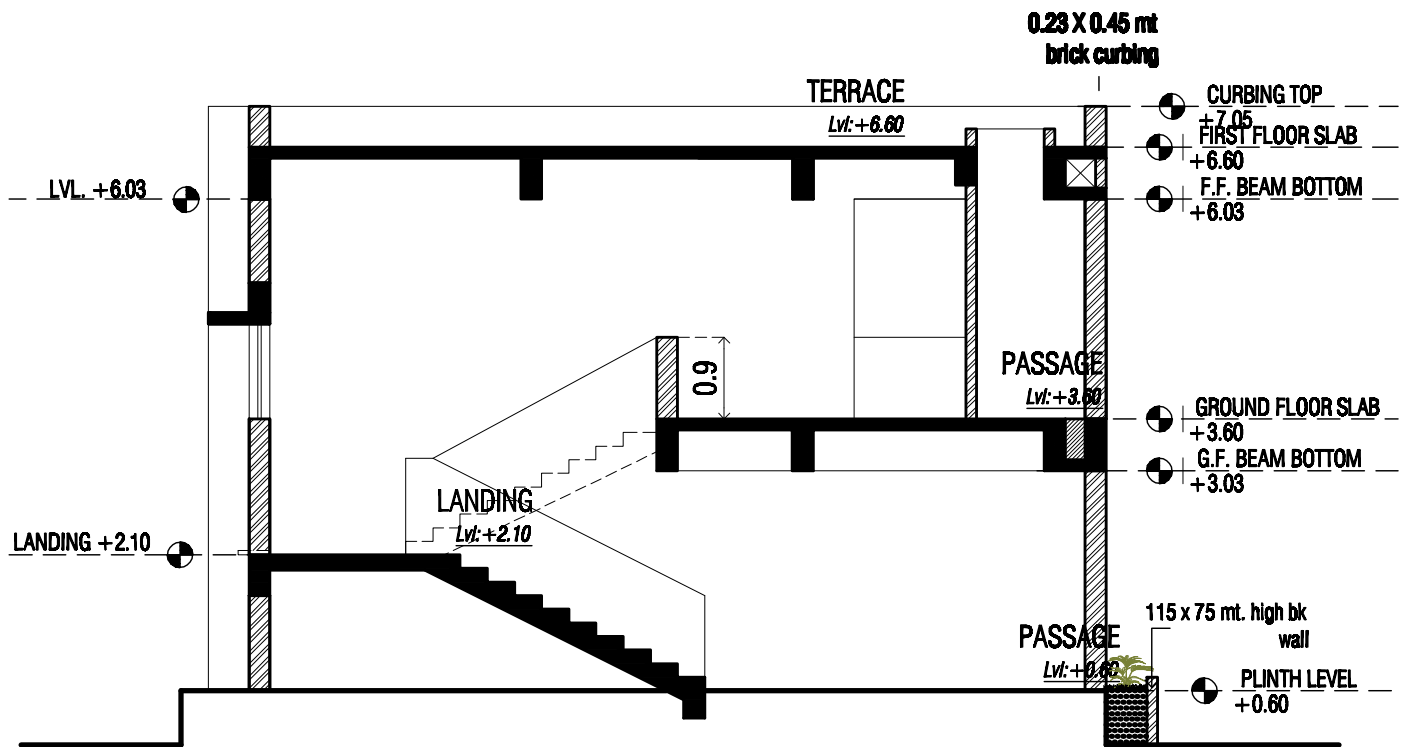 0.23 X 0.45 mt
brick curbing
TERRACE
Lvl:+6.60
CURBING TOP
+7.05
FIRST FLOOR SLAB
+6.60
LVL. +6.03
F.F. BEAM BOTTOM
+6.03
0.9
PASSAGE
Lvl:+3.60
GROUND FLOOR SLAB
+3.60
G.F. BEAM BOTTOM
+3.03
LANDING
Lvl:+2.10
LANDING +2.10
115 x 75 mt. high bk
wall
PASSAGE
Lvl:+0.60
PLINTH LEVEL
+0.60